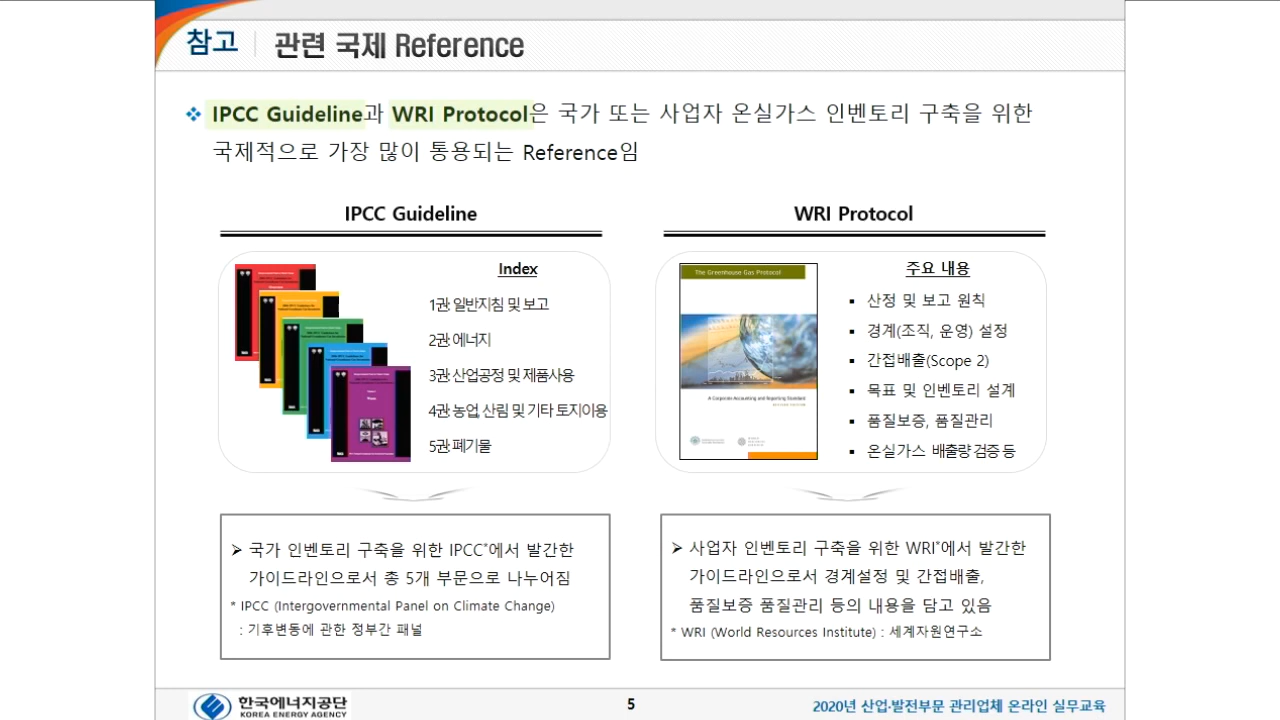 참고
관련 국제 Reference
IPCC Guideline과 WRI Protocol은 국가 또는 사업자 온실가스 인벤토리 구축을 위한
국제적으로 가장 많이 통용되는 Reference임
IPCC Guideline
Index
1권: 일반지침 및 보고
2권: 에너지
3권: 산업공정 및 제품사용
4권: 농업, 산림 및 기타 토지이용
5권: 폐기물
국가 인벤토리 구축을 위한 IPCC*에서 발간한
가이드라인으로서 총 5개 부문으로 나누어짐
* IPCC (Intergovernmental Panel on Climate Change)
: 기후변동에 관한 정부간 패널
WRI Protocol
The Greenhouse Gas Protocol
A Corporate Accounting and Reporting Standard
REVISED EDITION
주요 내용
산정 및 보고 원칙
경계(조직, 운영) 설정
간접배출(Scope 2)
목표 및 인벤토리 설계
품질보증, 품질관리
온실가스 배출량 검증 등
사업자 인벤토리 구축을 위한 WRI*에서 발간한
가이드라인으로서 경계설정 및 간접배출,
품질보증 품질관리 등의 내용을 담고 있음
* WRI (World Resources Institute) : 세계자원연구소
한국에너지공단
KOREA ENERGY AGENCY
5
2020년 산업·발전부문 관리업체 온라인 실무교육